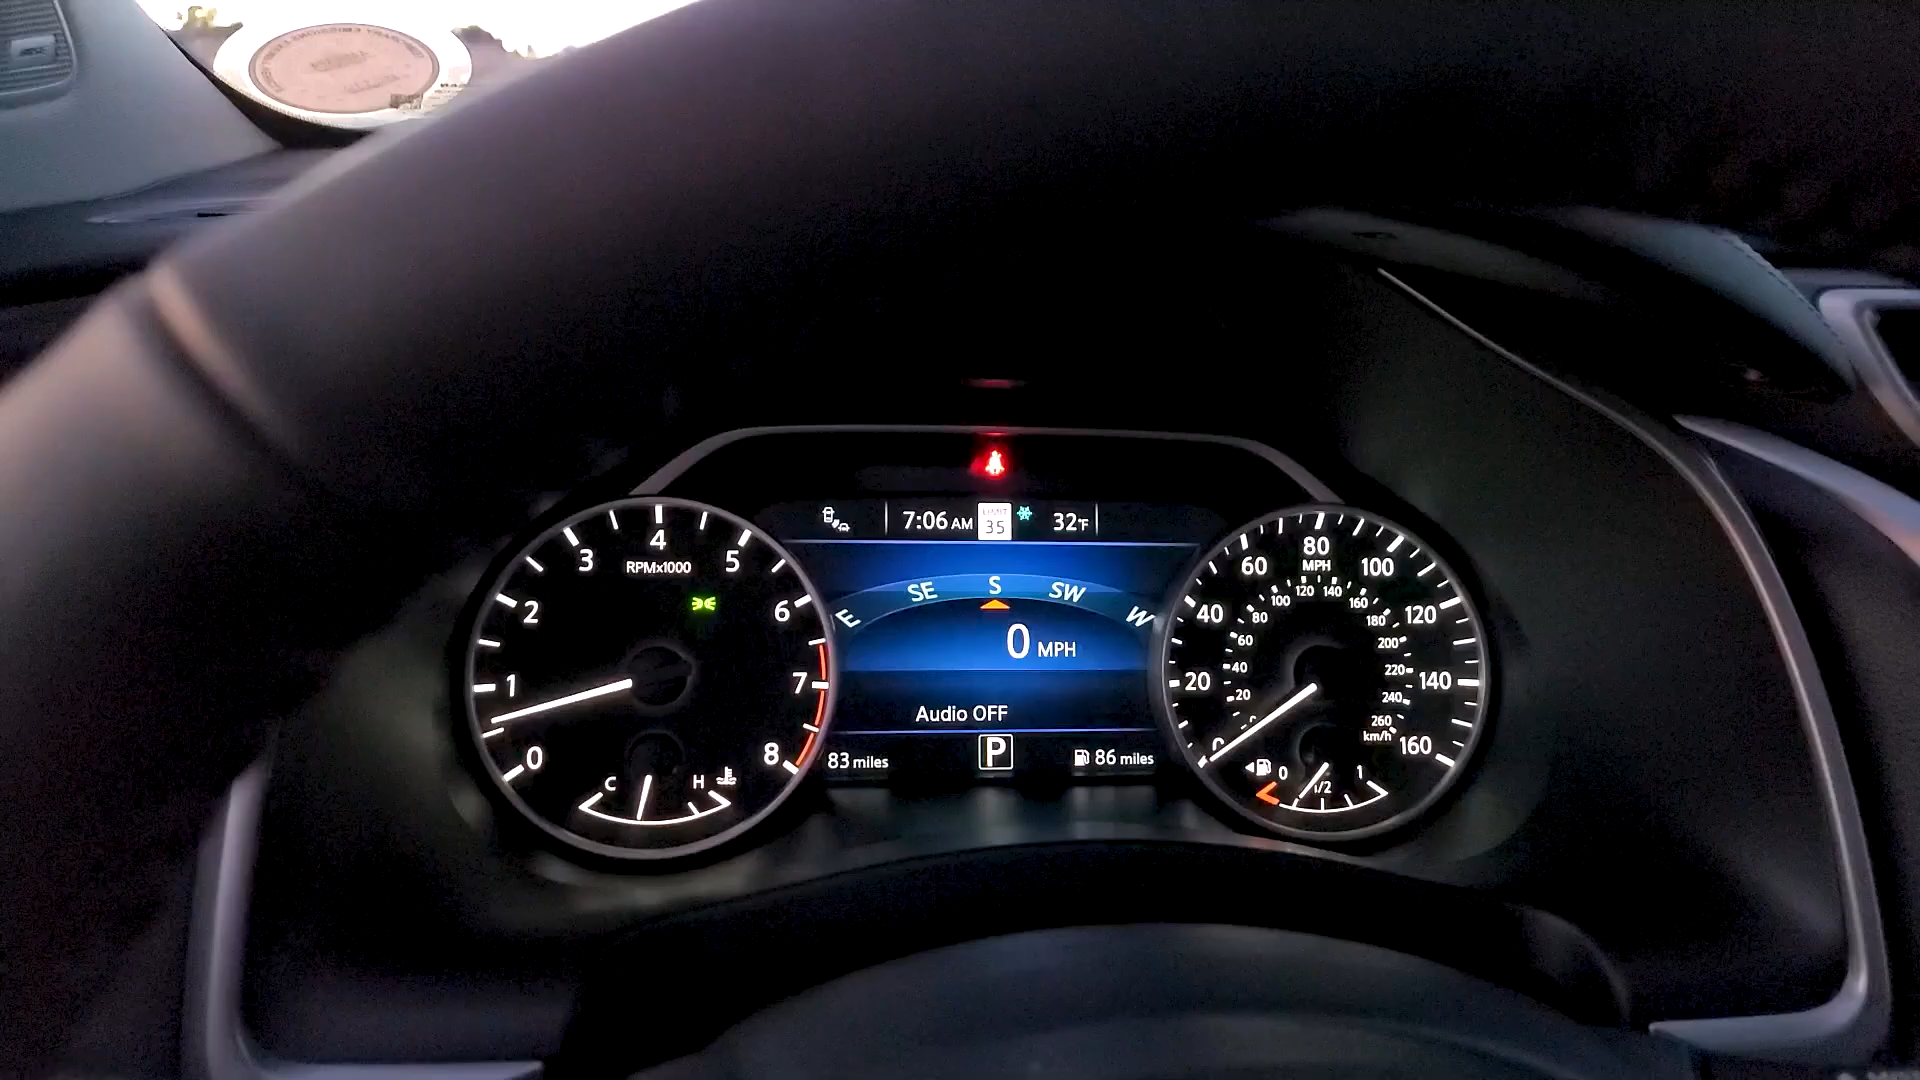 7:06 AM LIMIT 35 32°F
E SE S SW W
0 MPH
Audio OFF
83 miles P 86 miles
0 1 2 3 4 5 6 7 8
RPMx1000
C H
20 40 60 80 100 120 140 160
MPH
20 40 60 80 100 120 140 160 180 200 220 240 260
km/h
0 1/2 1